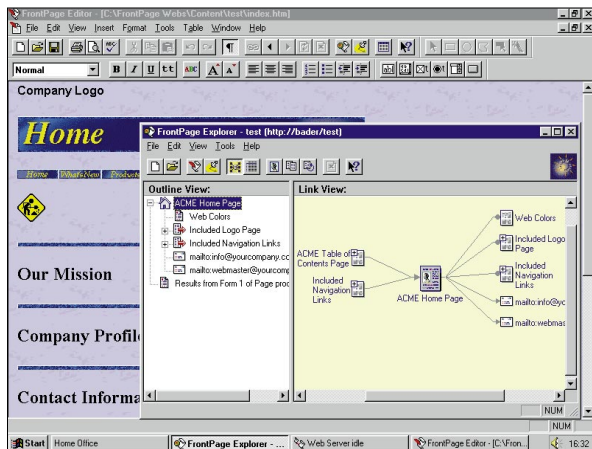 FrontPage Editor - [C:\FrontPage Webs\Content\test\index.htm]
File Edit View Insert Format Tools Table Window Help
Normal
Company Logo
Home
Home What's New
FrontPage Explorer - test (http://bader/test)
File Edit View Tools Help
Outline View:
ACME Home Page
Web Colors
Included Logo Page
Included Navigation Links
mailto:info@yourcompany.cc
mailto:webmaster@yourcomp
Results from Form 1 of Page proc
Link View:
ACME Table of
Contents Page
Included
Navigation
Links
ACME Home Page
Web Colors
Included Logo
Page
Included
Navigation
Links
mailto:info@yc
mailto:webmas
NUM
Our Mission
Company Profil
Contact Informa
NUM
Start Home Office FrontPage Explorer - ... Web Server idle FrontPage Editor - [C:\Fron... 16:32